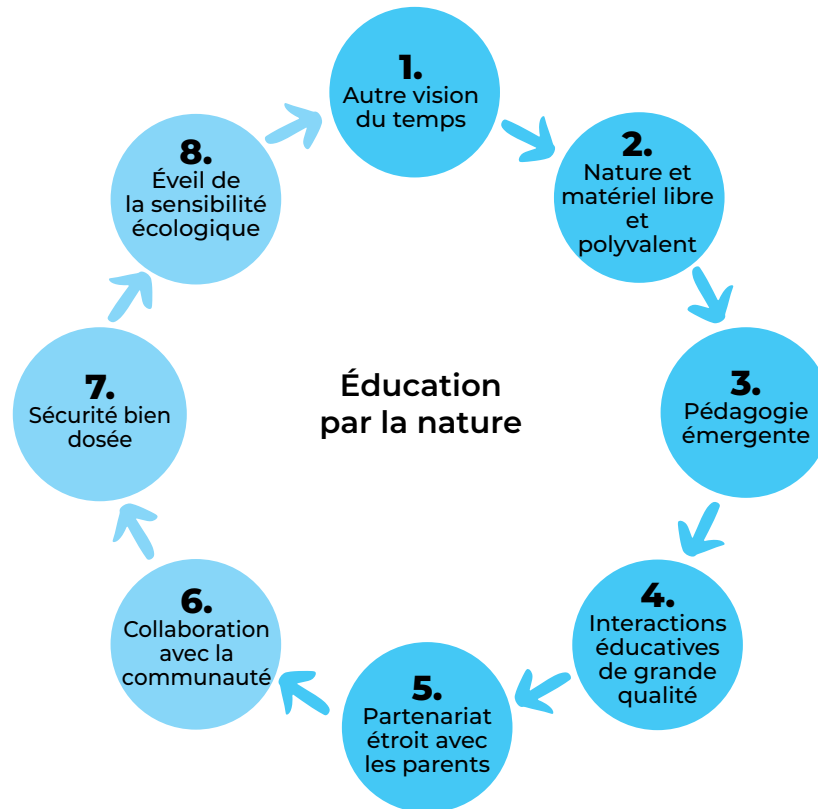 1.
Autre vision
du temps
2.
Nature et
matériel libre
et
polyvalent
3.
Pédagogie
émergente
4.
Interactions
éducatives
de grande
qualité
5.
Partenariat
étroit avec
les parents
6.
Collaboration
avec la
communauté
7.
Sécurité bien
dosée
8.
Éveil de
la sensibilité
écologique
Éducation
par la nature